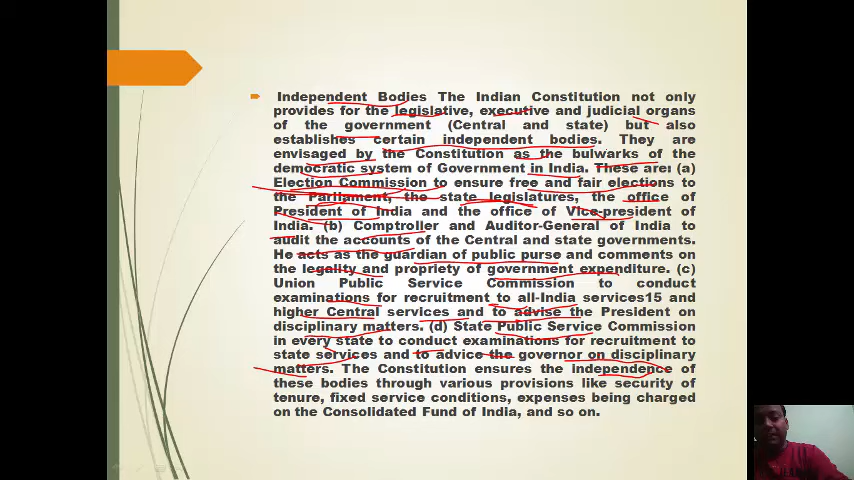 Independent Bodies The Indian Constitution not only
provides for the legislative, executive and judicial organs
of the government (Central and state) but also
establishes certain independent bodies. They are
envisaged by the Constitution as the bulwarks of the
democratic system of Government in India. These are: (a)
Election Commission to ensure free and fair elections to
the Parliament, the state legislatures, the office of
President of India and the office of Vice-president of
India. (b) Comptroller and Auditor-General of India to
audit the accounts of the Central and state governments.
He acts as the guardian of public purse and comments on
the legality and propriety of government expenditure. (c)
Union Public Service Commission to conduct
examinations for recruitment to all-India services15 and
higher Central services and to advise the President on
disciplinary matters. (d) State Public Service Commission
in every state to conduct examinations for recruitment to
state services and to advice the governor on disciplinary
matters. The Constitution ensures the independence of
these bodies through various provisions like security of
tenure, fixed service conditions, expenses being charged
on the Consolidated Fund of India, and so on.